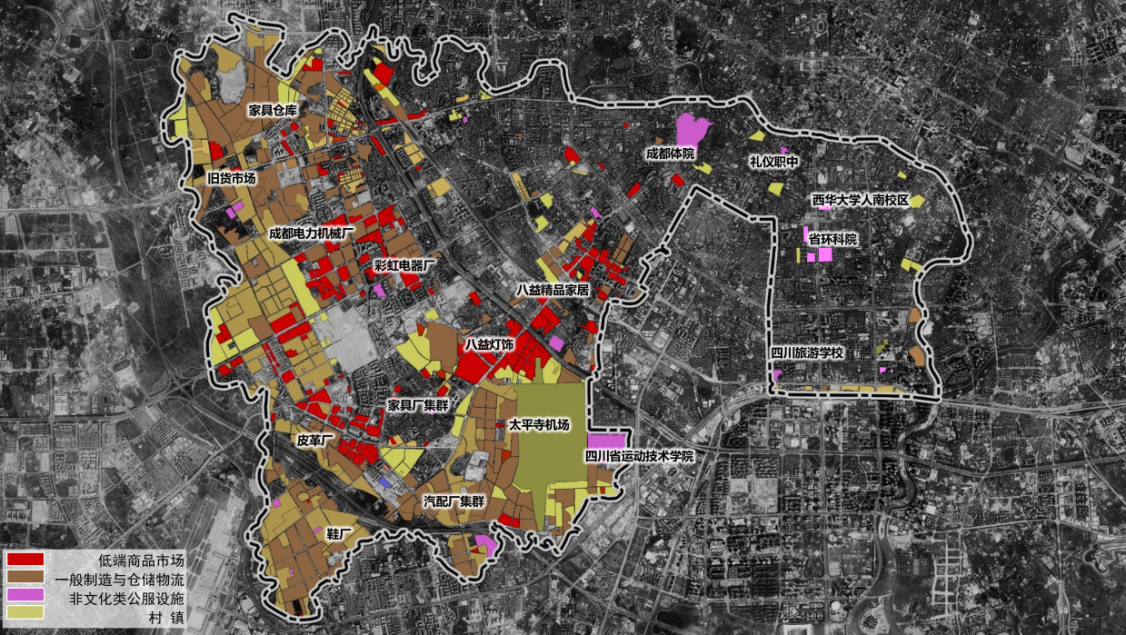 家具仓库
成都体院
礼仪职中
旧货市场
西华大学人南校区
成都电力机械厂
省环科院
彩虹电器厂
八益精品家居
八益灯饰
四川旅游学校
家具厂集群
太平寺机场
皮革厂
四川省运动技术学院
汽配厂集群
鞋厂
低端商品市场
一般制造与仓储物流
非文化类公服设施
村 镇